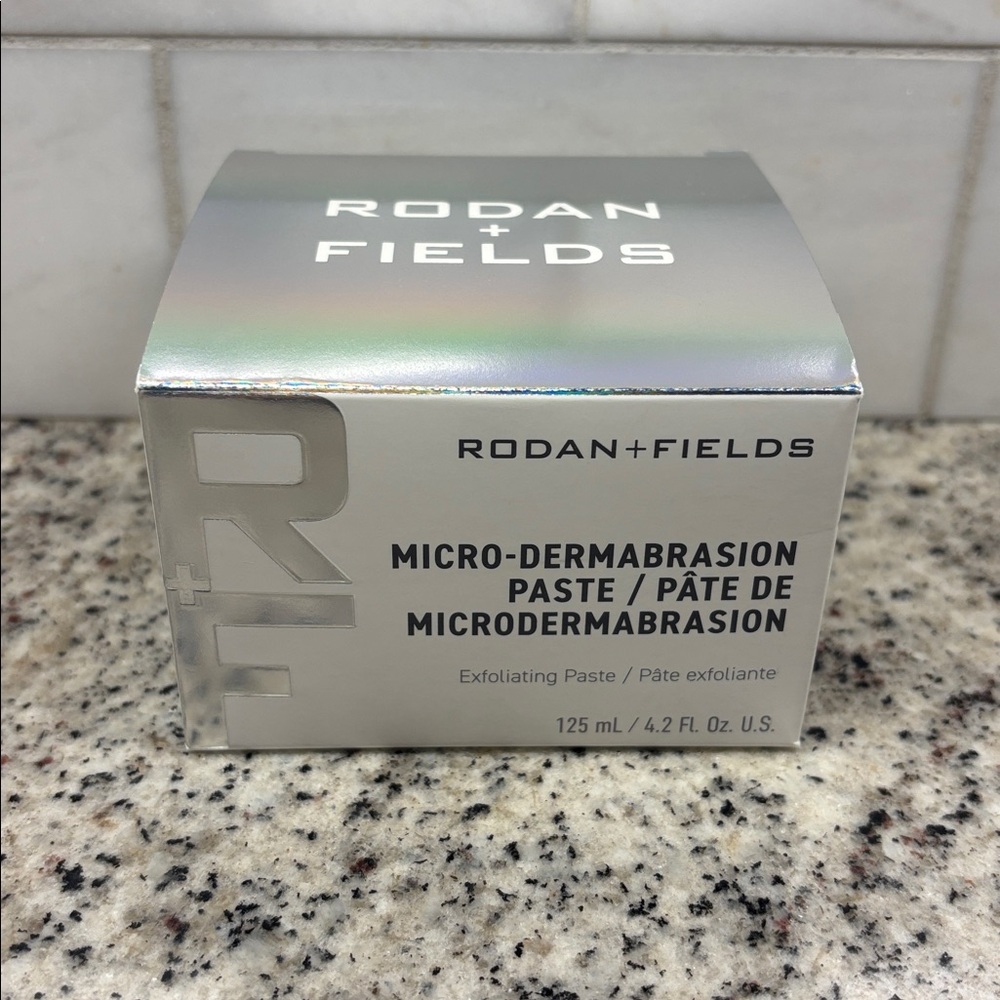 RODAN
+
FIELDS
R+F
RODAN+FIELDS
MICRO-DERMABRASION
PASTE / PÂTE DE
MICRODERMABRASION
Exfoliating Paste / Pâte exfoliante
125 mL / 4.2 FL. Oz. U.S.